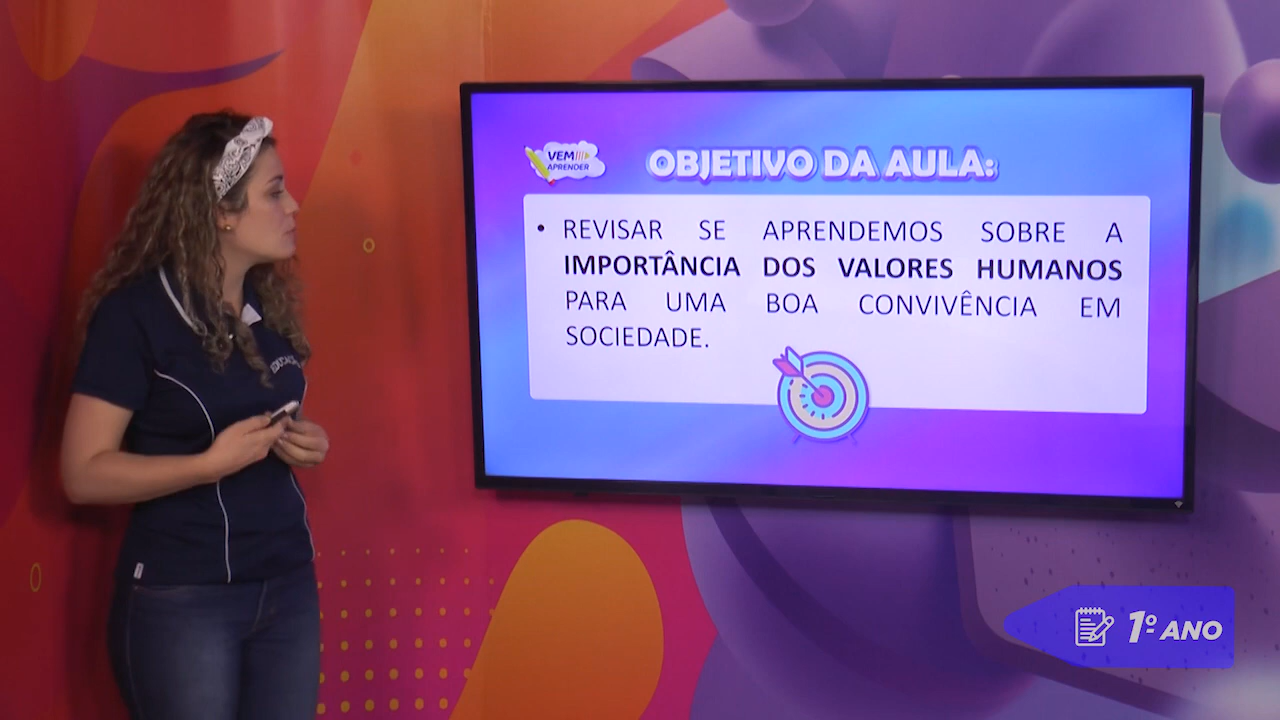 VEM
APRENDER
OBJETIVO DA AULA:
• REVISAR SE APRENDEMOS SOBRE A
IMPORTÂNCIA DOS VALORES HUMANOS
PARA UMA BOA CONVIVÊNCIA EM
SOCIEDADE.
1º ANO